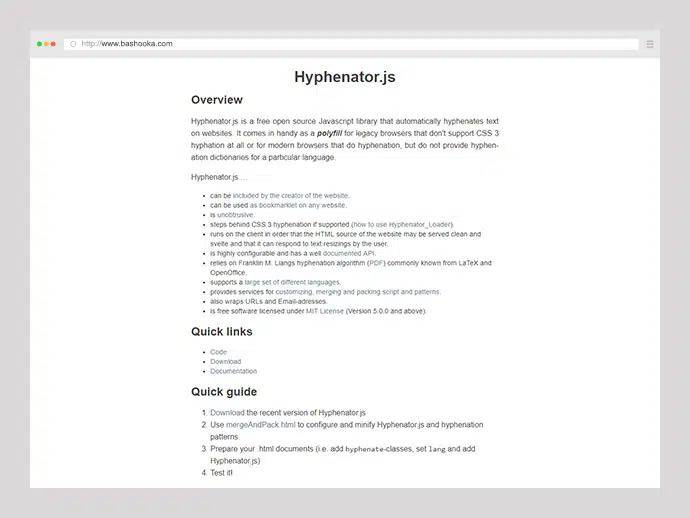 http://www.bashooka.com
Hyphenator.js
Overview
Hyphenator.js is a free open source Javascript library that automatically hyphenates text
on websites. It comes in handy as a polyfill for legacy browsers that don't support CSS 3
hyphation at all or for modern browsers that do hyphenation, but do not provide hyphen-
ation dictionaries for a particular language.
Hyphenator.js ...
• can be included by the creator of the website.
• can be used as bookmarklet on any website.
• is unobtrusive.
• steps behind CSS 3 hyphenation if supported (how to use Hyphenator_Loader).
• runs on the client in order that the HTML source of the website may be served clean and
svelte and that it can respond to text resizings by the user.
• is highly configurable and has a well documented API.
• relies on Franklin M. Liangs hyphenation algorithm (PDF) commonly known from LaTeX and
OpenOffice.
• supports a large set of different languages.
• provides services for customizing, merging and packing script and patterns.
• also wraps URLs and Email-adresses.
• is free software licensed under MIT License (Version 5.0.0 and above).
Quick links
• Code
• Download
• Documentation
Quick guide
1. Download the recent version of Hyphenator.js
2. Use mergeAndPack.html to configure and minify Hyphenator.js and hyphenation
patterns.
3. Prepare your .html documents (i.e. add hyphenate-classes, set lang and add
Hyphenator.js)
4. Test it!